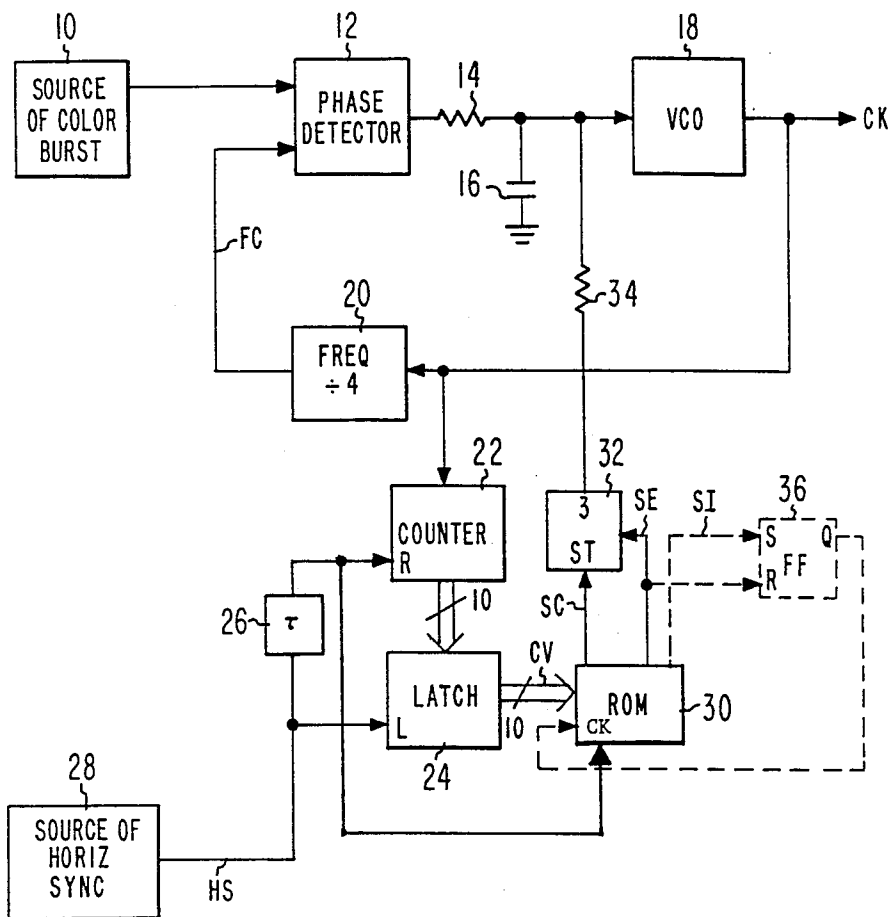 10
SOURCE
OF COLOR
BURST
12
PHASE
DETECTOR
14
16
18
VCO
CK
FC
20
FREQ
÷ 4
34
22
COUNTER
R
10
32
3
ST
SE
SI
36
S Q
FF
R
26
τ
SC
LATCH
L
24
CV
10
ROM
CK
30
28
SOURCE OF
HORIZ
SYNC
HS